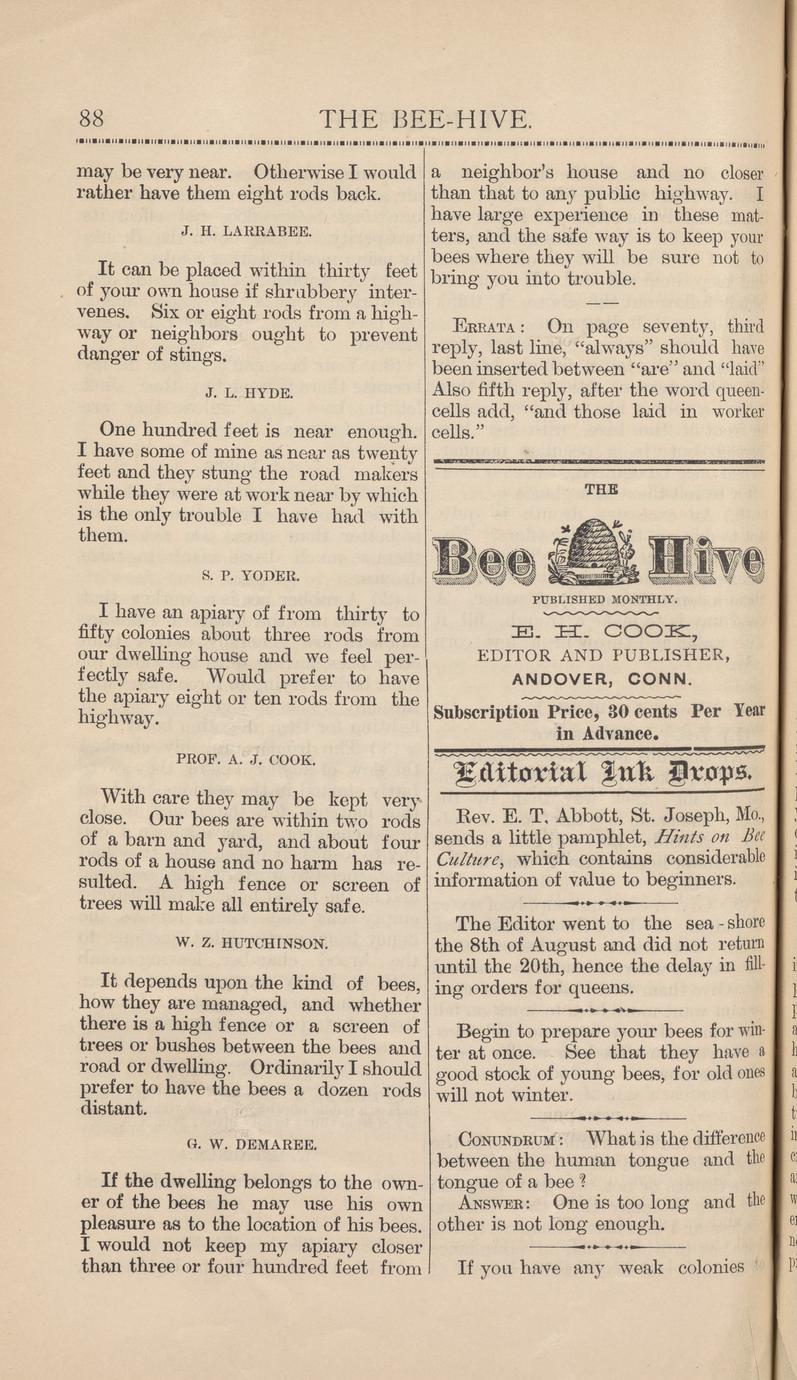 88 THE BEE-HIVE.
may be very near. Otherwise I would
rather have them eight rods back.
J. H. LARRABEE.
It can be placed within thirty feet
of your own house if shrubbery inter-
venes. Six or eight rods from a high-
way or neighbors ought to prevent
danger of stings.
J. L. HYDE.
One hundred feet is near enough.
I have some of mine as near as twenty
feet and they stung the road makers
while they were at work near by which
is the only trouble I have had with
them.
S. P. YODER.
I have an apiary of from thirty to
fifty colonies about three rods from
our dwelling house and we feel per-
fectly safe. Would prefer to have
the apiary eight or ten rods from the
highway.
PROF. A. J. COOK.
With care they may be kept very
close. Our bees are within two rods
of a barn and yard, and about four
rods of a house and no harm has re-
sulted. A high fence or screen of
trees will make all entirely safe.
W. Z. HUTCHINSON.
It depends upon the kind of bees,
how they are managed, and whether
there is a high fence or a screen of
trees or bushes between the bees and
road or dwelling. Ordinarily I should
prefer to have the bees a dozen rods
distant.
G. W. DEMAREE.
If the dwelling belongs to the own-
er of the bees he may use his own
pleasure as to the location of his bees.
I would not keep my apiary closer
than three or four hundred feet from
a neighbor's house and no closer
than that to any public highway. I
have large experience in these mat-
ters, and the safe way is to keep your
bees where they will be sure not to
bring you into trouble.
ERRATA: On page seventy, third
reply, last line, "always" should have
been inserted between "are" and "laid"
Also fifth reply, after the word queen-
cells add, "and those laid in worker
cells."
THE
Bee Hive
PUBLISHED MONTHLY.
E. H. COOK,
EDITOR AND PUBLISHER,
ANDOVER, CONN.
Subscription Price, 30 cents Per Year
in Advance.
Editorial Ink Drops.
Rev. E. T. Abbott, St. Joseph, Mo.,
sends a little pamphlet, Hints on Bee
Culture, which contains considerable
information of value to beginners.
The Editor went to the sea-shore
the 8th of August and did not return
until the 20th, hence the delay in fill-
ing orders for queens.
Begin to prepare your bees for win-
ter at once. See that they have a
good stock of young bees, for old ones
will not winter.
CONUNDRUM: What is the difference
between the human tongue and the
tongue of a bee?
ANSWER: One is too long and the
other is not long enough.
If you have any weak colonies